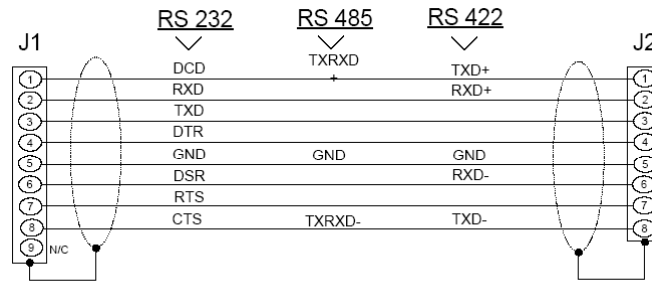 RS 232 RS 485 RS 422
J1 J2
DCD TXRXD + TXD+
1 1
RXD RXD+
2 2
TXD
3 3
DTR
4 4
GND GND GND
5 5
DSR RXD-
6 6
RTS
7 7
CTS TXRXD- TXD-
8 8
9 N/C